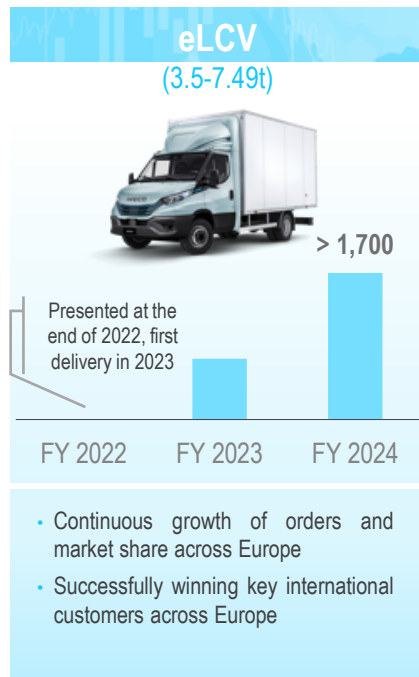 eLCV
(3.5-7.49t)
IVECO
> 1,700
Presented at the
end of 2022, first
delivery in 2023
FY 2022 FY 2023 FY 2024
• Continuous growth of orders and
market share across Europe
• Successfully winning key international
customers across Europe